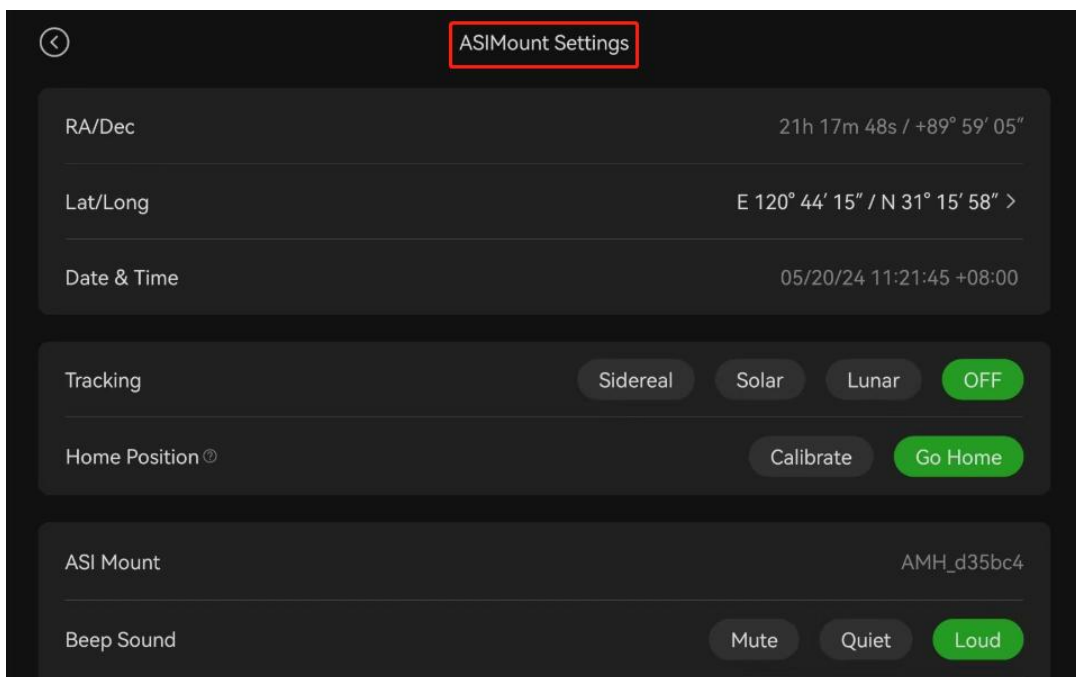 ASIMount Settings
RA/Dec 21h 17m 48s / +89° 59′ 05″
Lat/Long E 120° 44′ 15″ / N 31° 15′ 58″ >
Date & Time 05/20/24 11:21:45 +08:00
Tracking Sidereal Solar Lunar OFF
Home Position ? Calibrate Go Home
ASI Mount AMH_d35bc4
Beep Sound Mute Quiet Loud